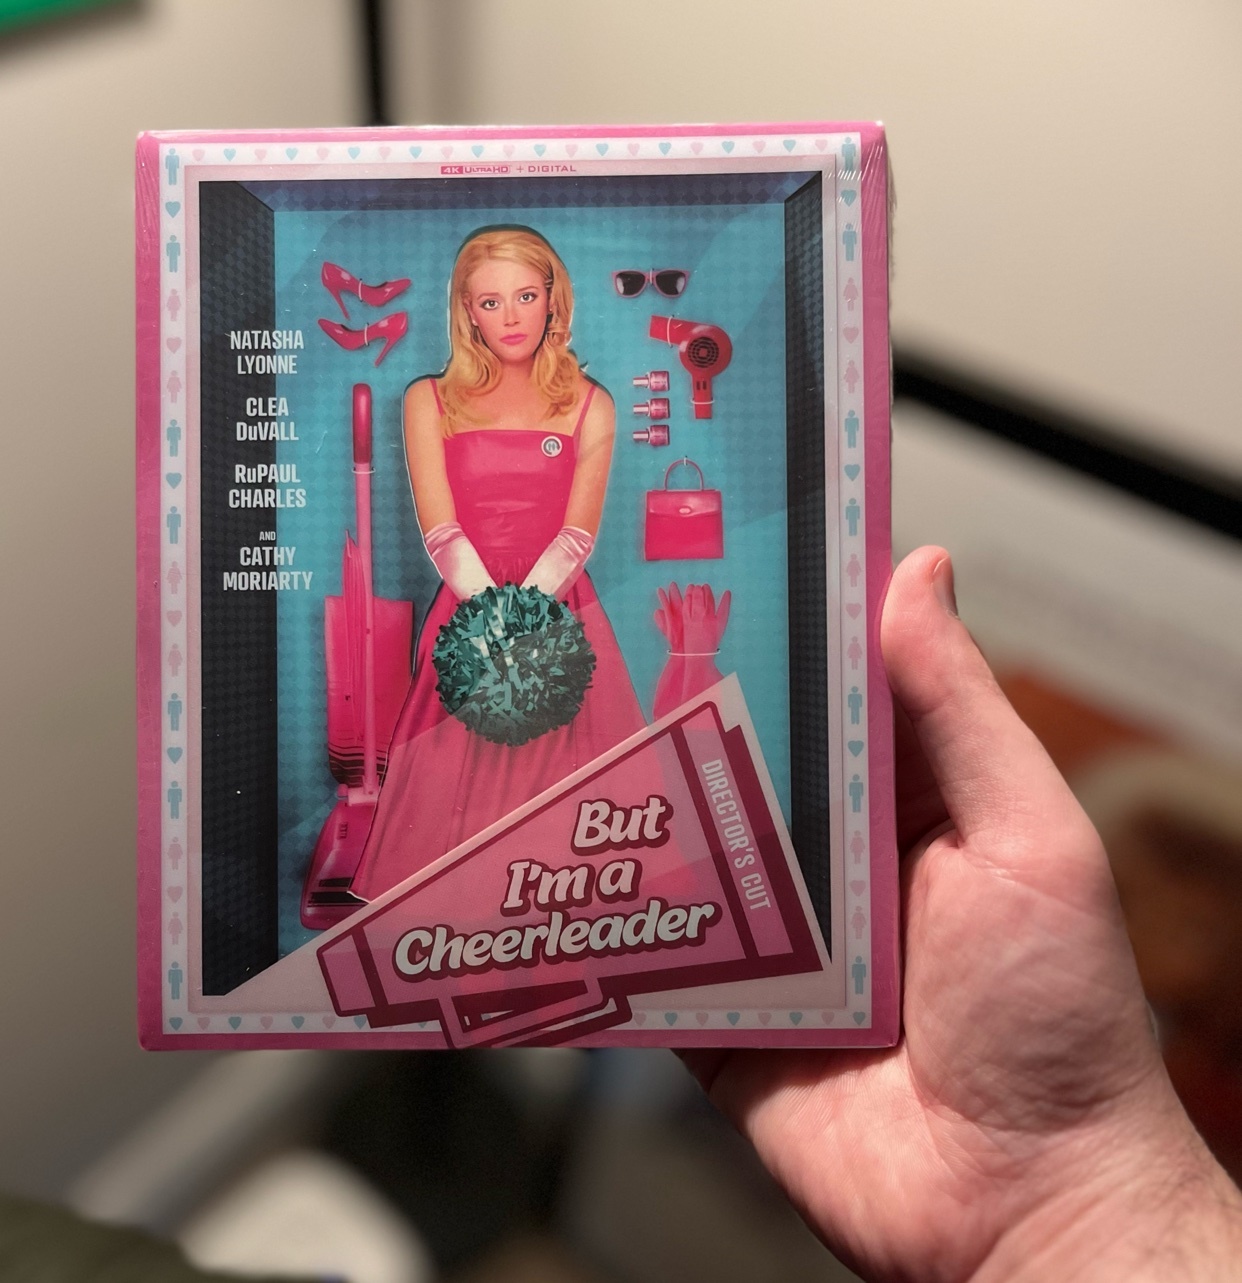 4K ULTRA HD + DIGITAL
NATASHA
LYONNE
CLEA
DuVALL
RuPAUL
CHARLES
AND
CATHY
MORIARTY
But
I'm a
Cheerleader
DIRECTOR'S CUT